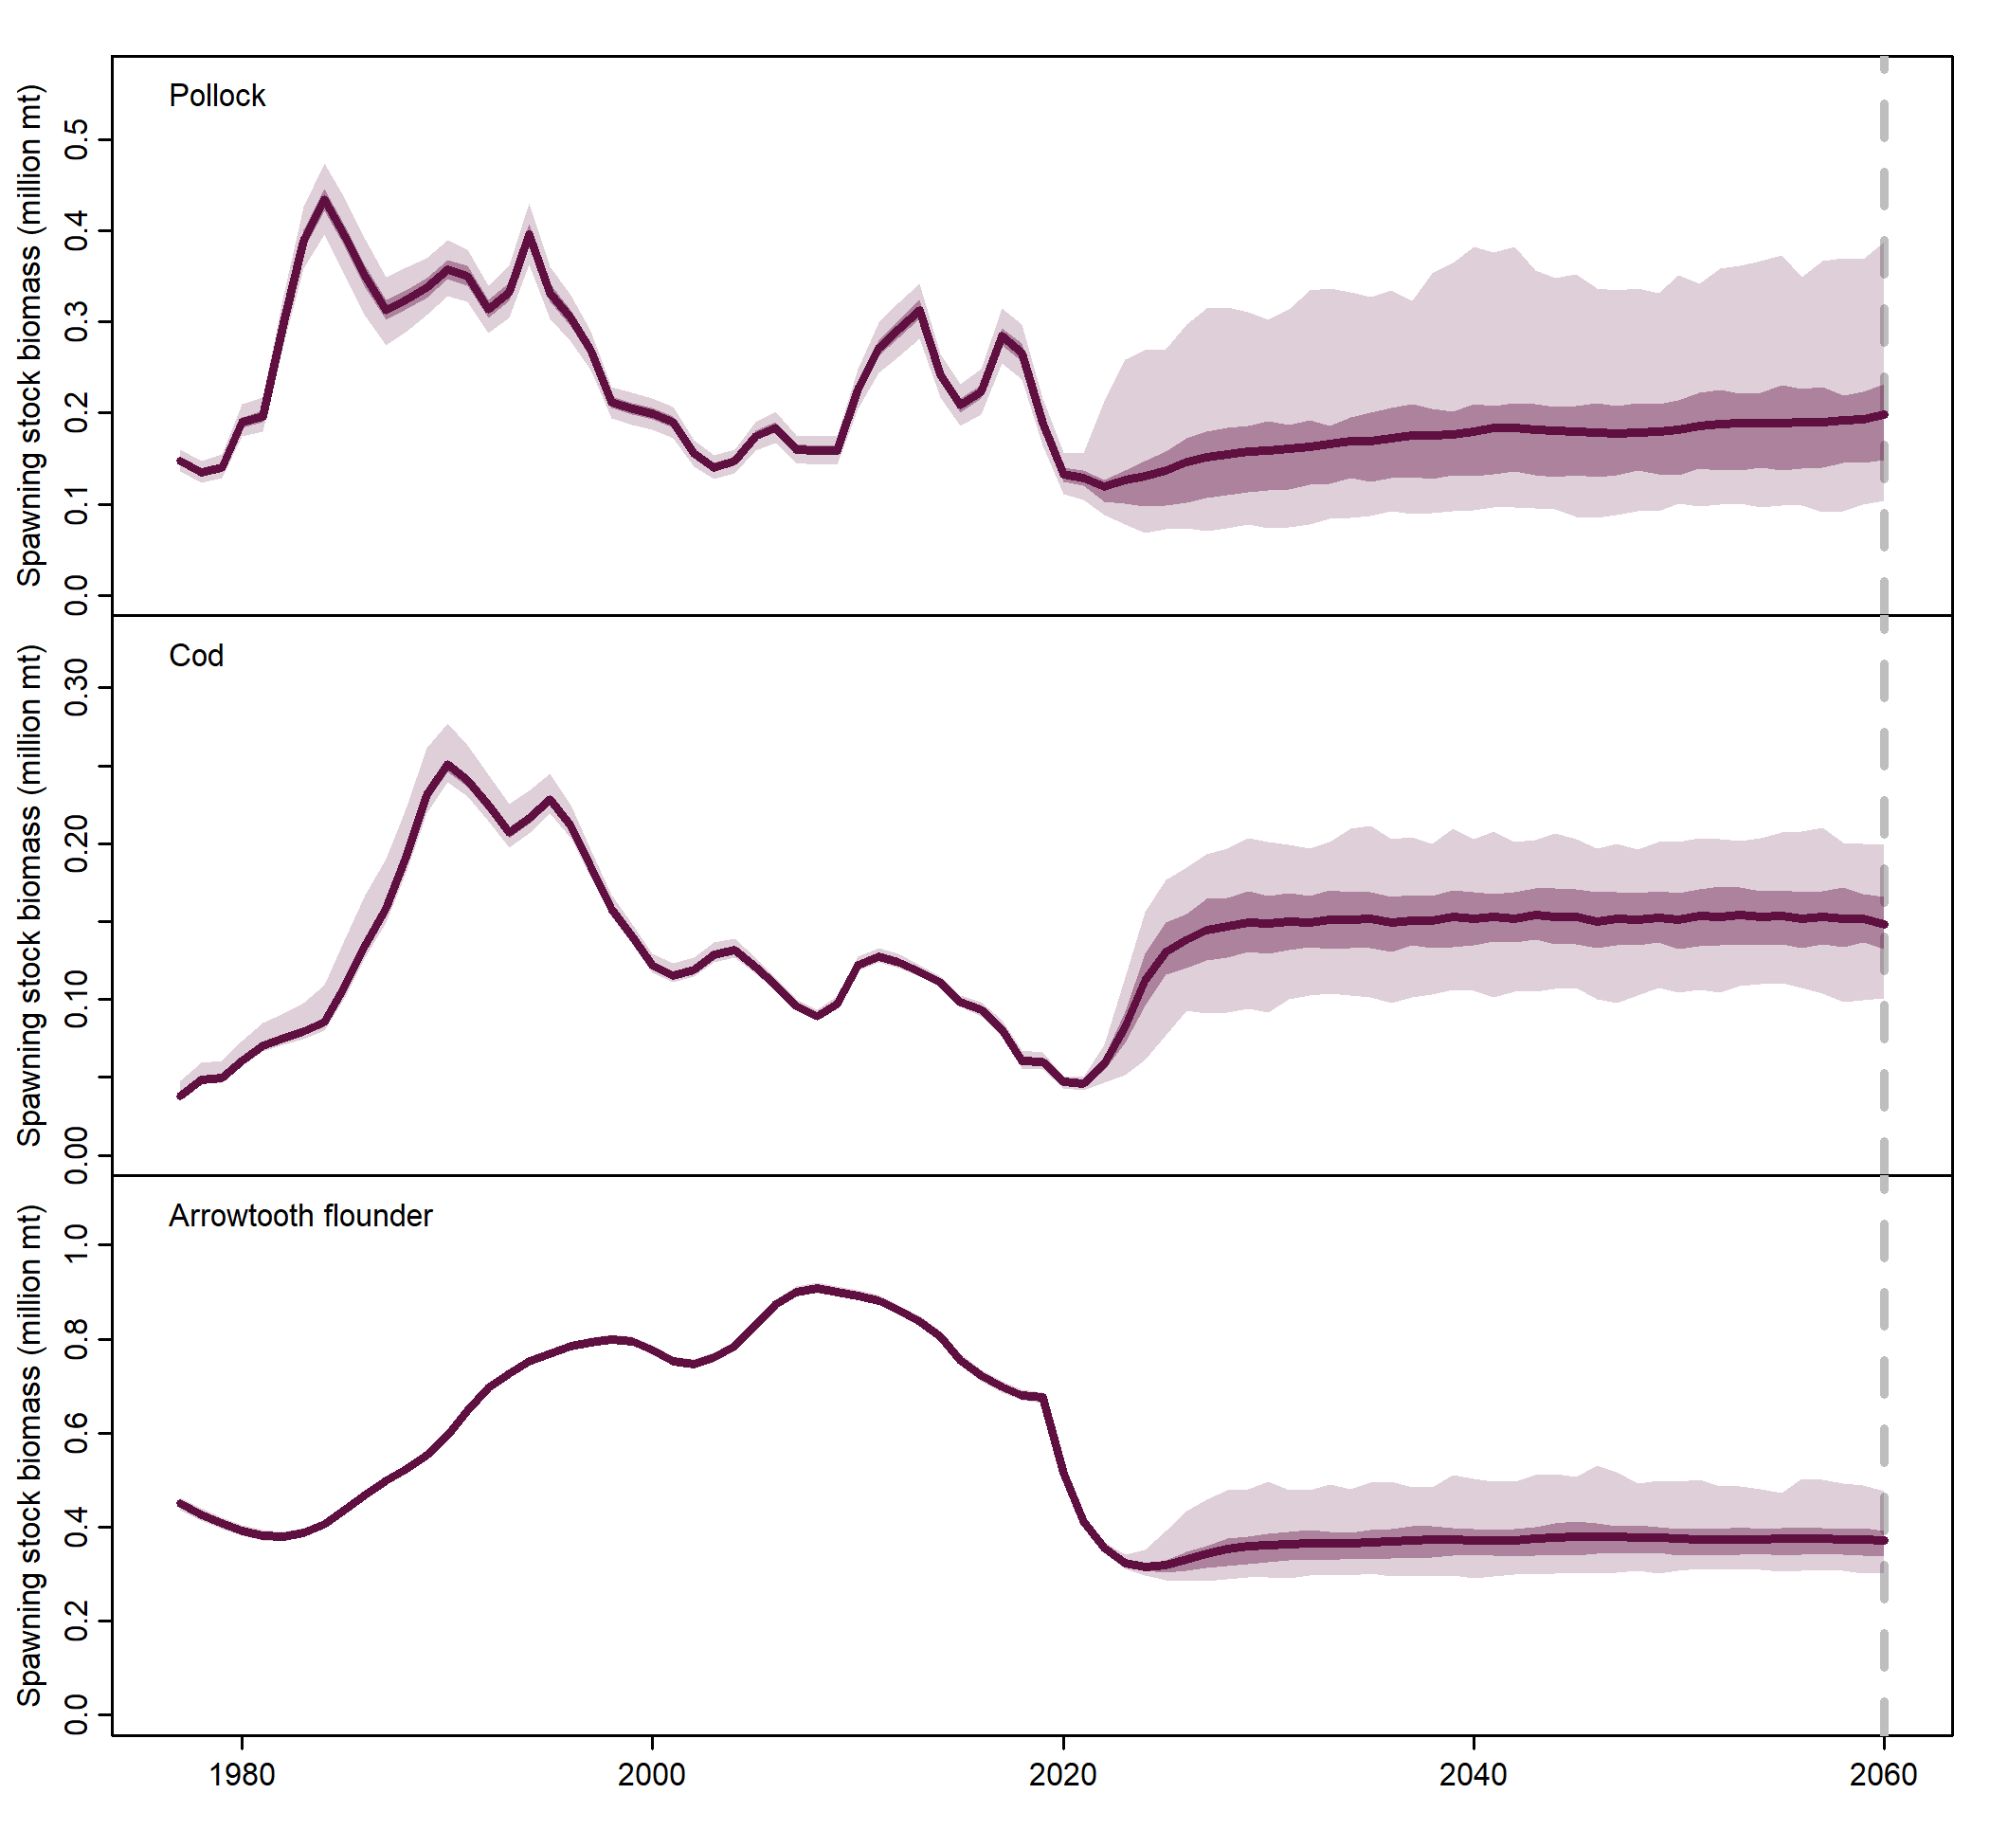 Pollock
Spawning stock biomass (million mt)
0.5
0.4
0.3
0.2
0.1
0.0
Cod
Spawning stock biomass (million mt)
0.30
0.20
0.10
0.00
Arrowtooth flounder
Spawning stock biomass (million mt)
1.0
0.8
0.6
0.4
0.2
0.0
1980 2000 2020 2040 2060